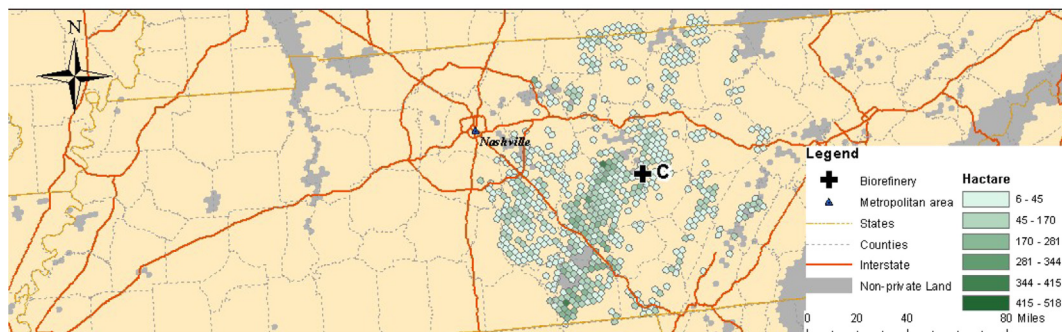 N
Nashville
C
Legend
Biorefinery
Metropolitan area
States
Counties
Interstate
Non-private Land
Hactare
6 - 45
45 - 170
170 - 281
281 - 344
344 - 415
415 - 518
Miles
0 20 40 80